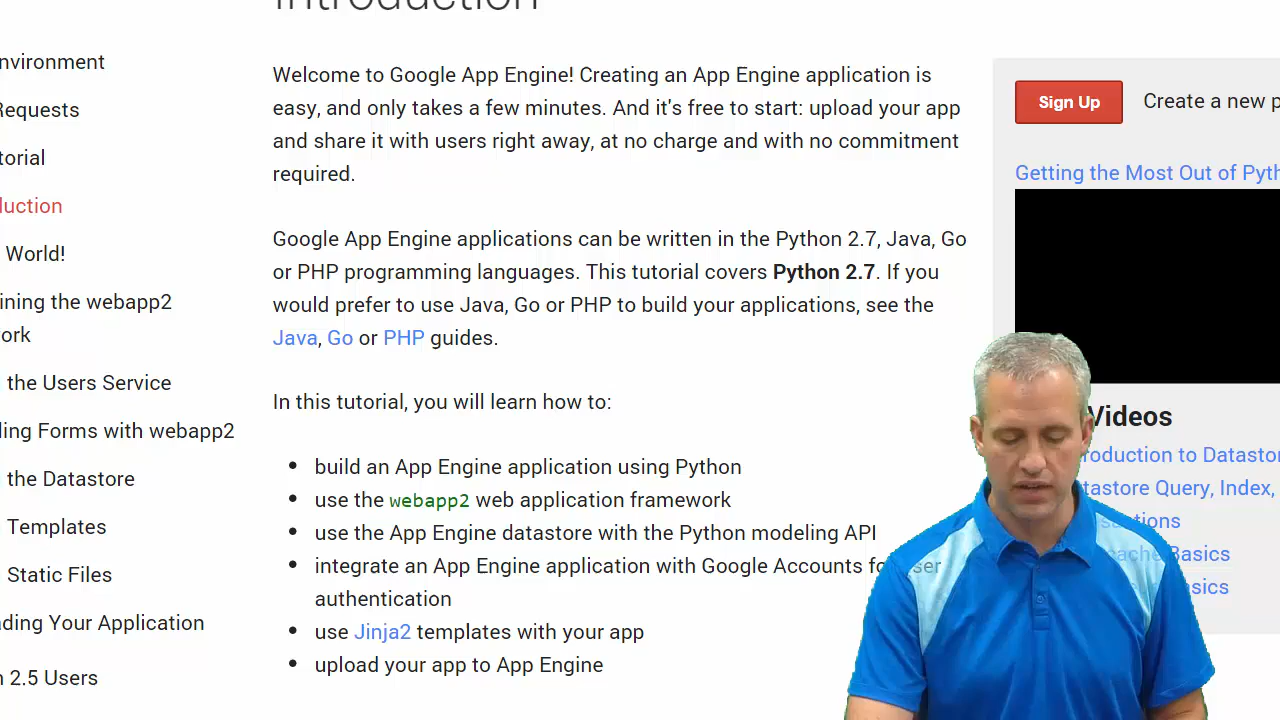 Introduction
nvironment
Requests
torial
duction
World!
ining the webapp2
ork
the Users Service
ling Forms with webapp2
the Datastore
Templates
Static Files
ading Your Application
n 2.5 Users
Welcome to Google App Engine! Creating an App Engine application is
easy, and only takes a few minutes. And it's free to start: upload your app
and share it with users right away, at no charge and with no commitment
required.
Google App Engine applications can be written in the Python 2.7, Java, Go
or PHP programming languages. This tutorial covers Python 2.7. If you
would prefer to use Java, Go or PHP to build your applications, see the
Java, Go or PHP guides.
In this tutorial, you will learn how to:
• build an App Engine application using Python
• use the webapp2 web application framework
• use the App Engine datastore with the Python modeling API
• integrate an App Engine application with Google Accounts for user
authentication
• use Jinja2 templates with your app
• upload your app to App Engine
Sign Up Create a new p
Getting the Most Out of Pyth
Videos
roduction to Datastor
tastore Query, Index,
sactions
cache Basics
asics